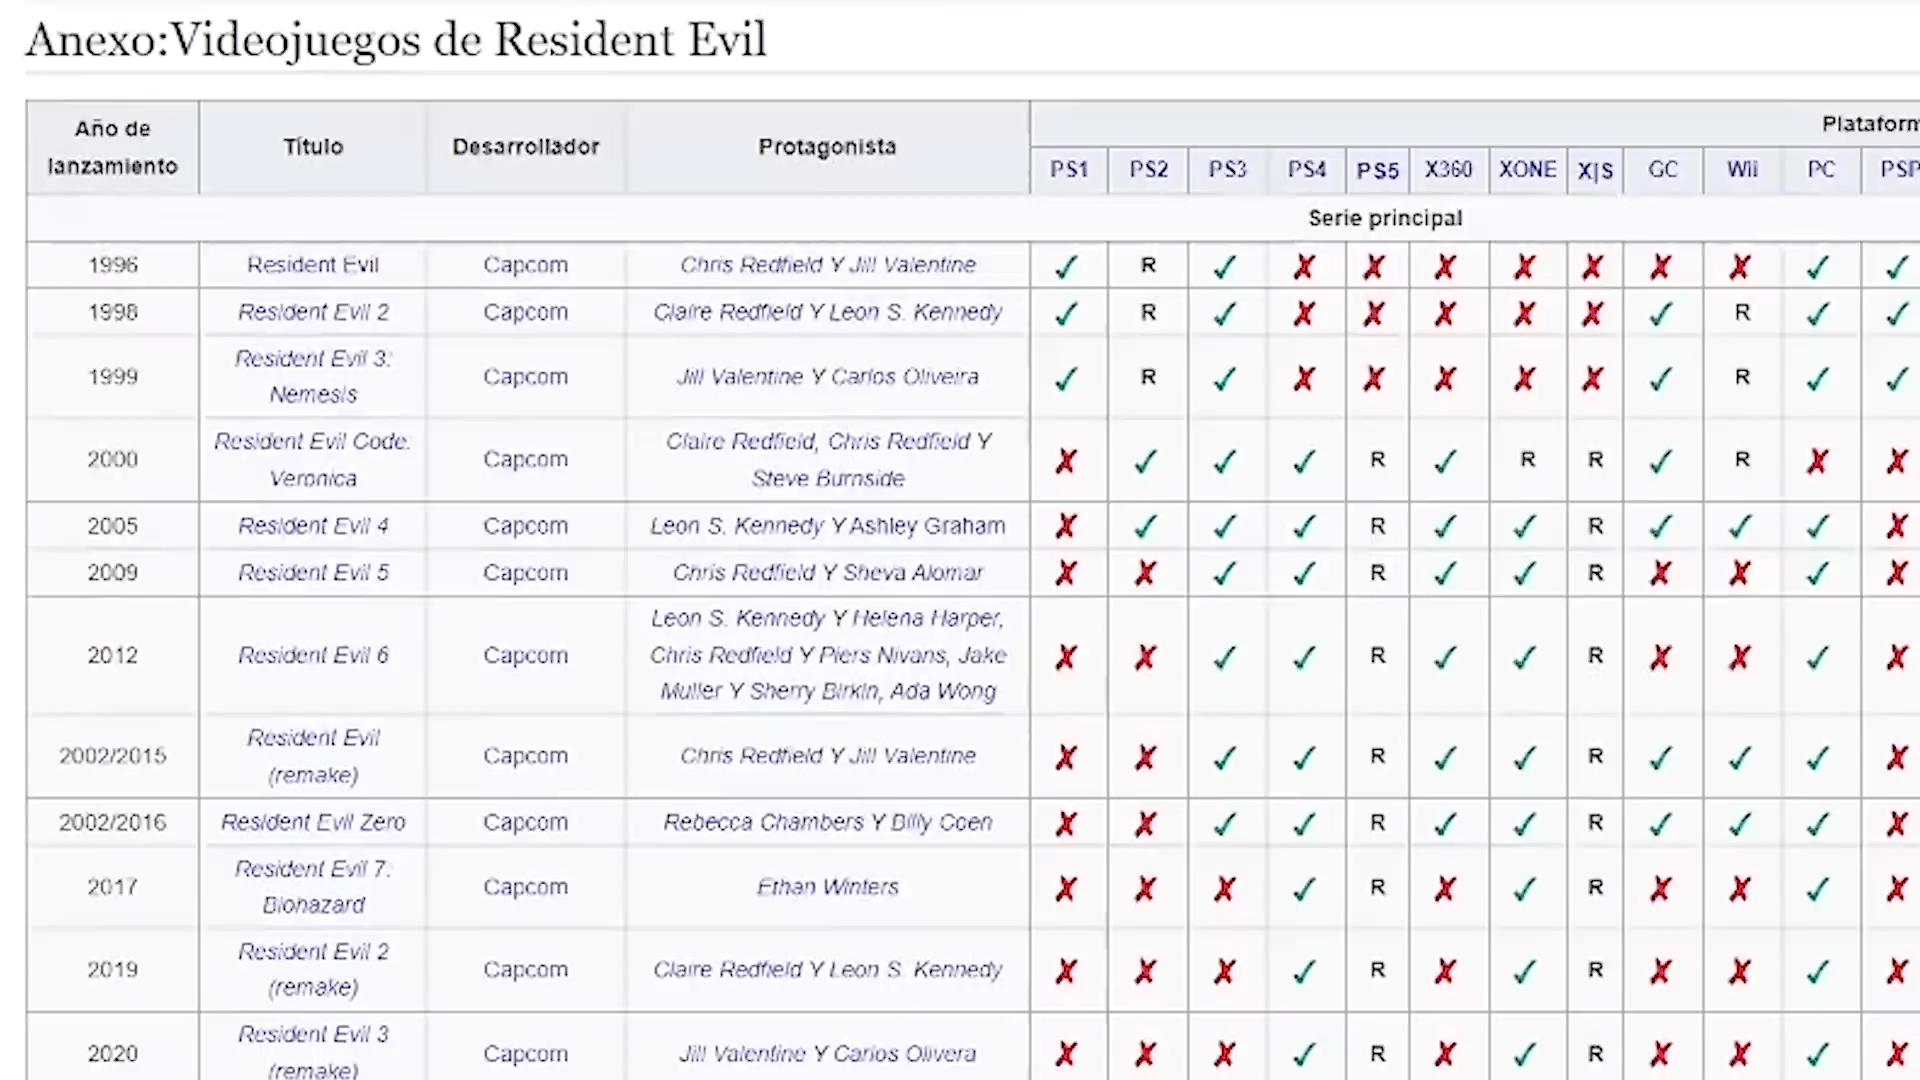 Anexo:Videojuegos de Resident Evil
Año de lanzamiento Título Desarrollador Protagonista Plataform
PS1 PS2 PS3 PS4 PS5 X360 XONE X|S GC Wii PC PSP
Serie principal
1996 Resident Evil Capcom Chris Redfield Y Jill Valentine ✓ R ✓ ✗ ✗ ✗ ✗ ✗ ✗ ✗ ✓ ✓
1998 Resident Evil 2 Capcom Claire Redfield Y Leon S. Kennedy ✓ R ✓ ✗ ✗ ✗ ✗ ✗ ✓ R ✓ ✓
1999 Resident Evil 3: Nemesis Capcom Jill Valentine Y Carlos Oliveira ✓ R ✓ ✗ ✗ ✗ ✗ ✗ ✓ R ✓ ✓
2000 Resident Evil Code: Veronica Capcom Claire Redfield, Chris Redfield Y Steve Burnside ✗ ✓ ✓ ✓ R ✓ R R ✓ R ✗ ✗
2005 Resident Evil 4 Capcom Leon S. Kennedy Y Ashley Graham ✗ ✓ ✓ ✓ R ✓ ✓ R ✓ ✓ ✓ ✗
2009 Resident Evil 5 Capcom Chris Redfield Y Sheva Alomar ✗ ✗ ✓ ✓ R ✓ ✓ R ✗ ✗ ✓ ✗
2012 Resident Evil 6 Capcom Leon S. Kennedy Y Helena Harper, Chris Redfield Y Piers Nivans, Jake Muller Y Sherry Birkin, Ada Wong ✗ ✗ ✓ ✓ R ✓ ✓ R ✗ ✗ ✓ ✗
2002/2015 Resident Evil (remake) Capcom Chris Redfield Y Jill Valentine ✗ ✗ ✓ ✓ R ✓ ✓ R ✓ ✓ ✓ ✗
2002/2016 Resident Evil Zero Capcom Rebecca Chambers Y Billy Coen ✗ ✗ ✓ ✓ R ✓ ✓ R ✓ ✓ ✓ ✗
2017 Resident Evil 7: Biohazard Capcom Ethan Winters ✗ ✗ ✗ ✓ R ✗ ✓ R ✗ ✗ ✓ ✗
2019 Resident Evil 2 (remake) Capcom Claire Redfield Y Leon S. Kennedy ✗ ✗ ✗ ✓ R ✗ ✓ R ✗ ✗ ✓ ✗
2020 Resident Evil 3 (remake) Capcom Jill Valentine Y Carlos Olivera ✗ ✗ ✗ ✓ R ✗ ✓ R ✗ ✗ ✓ ✗